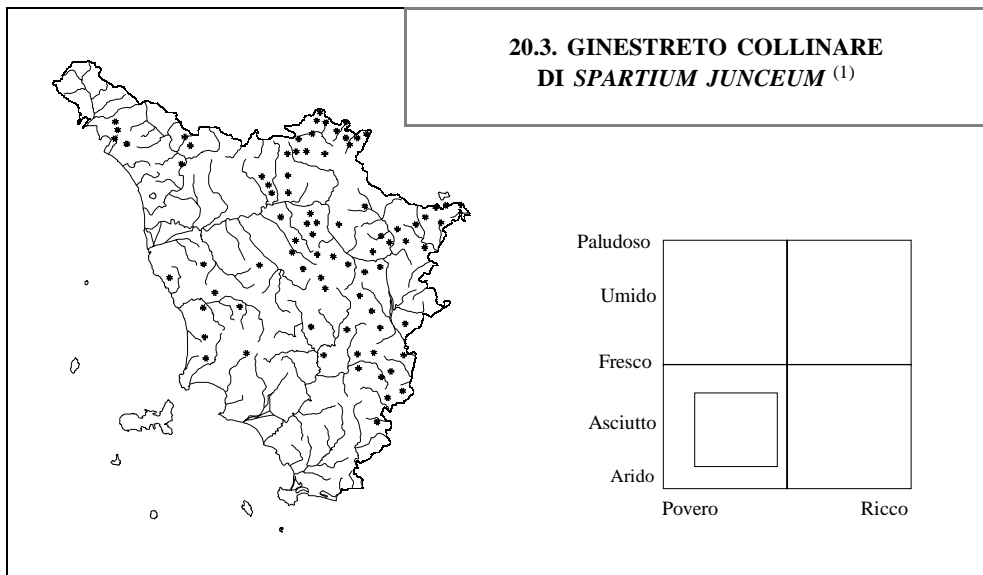 20.3. GINESTRETO COLLINARE
DI SPARTIUM JUNCEUM (1)
Paludoso
Umido
Fresco
Asciutto
Arido
Povero Ricco